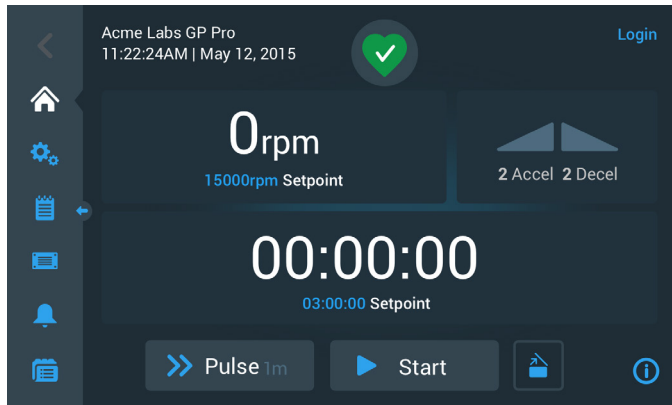 Acme Labs GP Pro
11:22:24AM | May 12, 2015
Login
0rpm
15000rpm Setpoint
2 Accel 2 Decel
00:00:00
03:00:00 Setpoint
Pulse 1m
Start